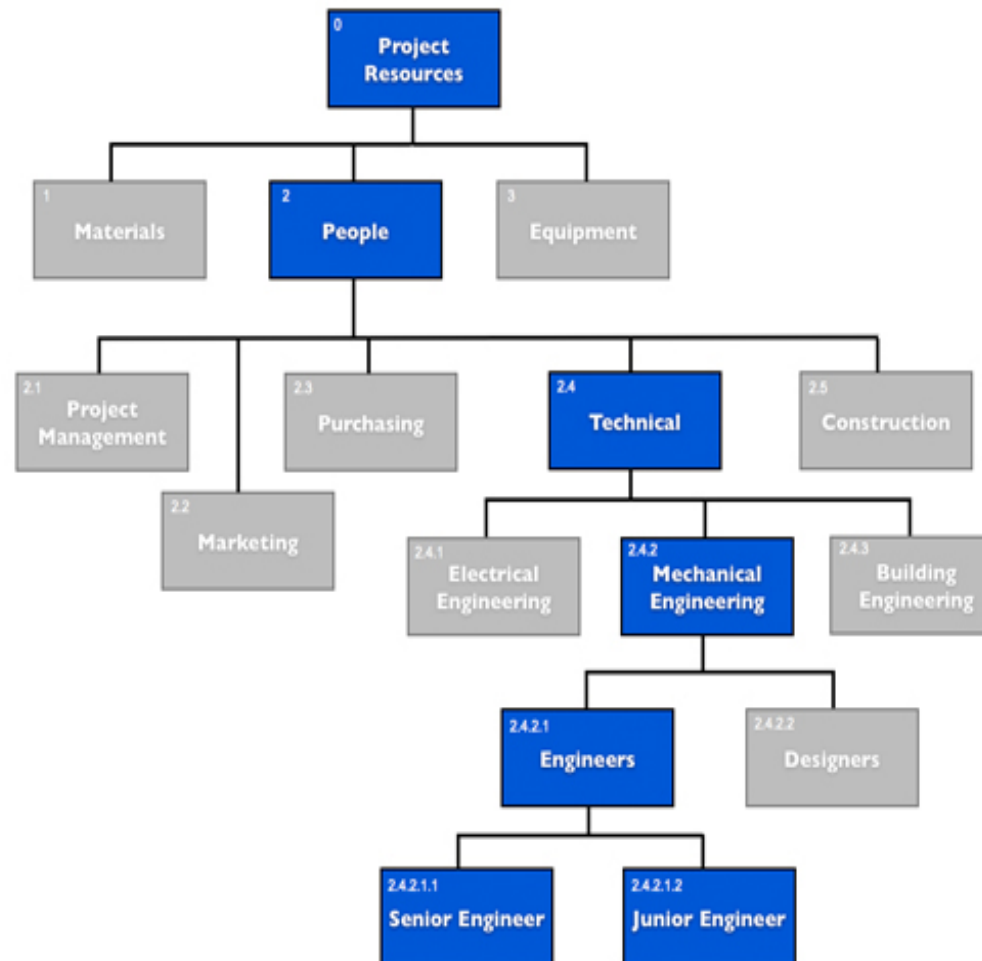 0
Project
Resources
1
Materials
2
People
3
Equipment
2.1
Project
Management
2.2
Marketing
2.3
Purchasing
2.4
Technical
2.5
Construction
2.4.1
Electrical
Engineering
2.4.2
Mechanical
Engineering
2.4.3
Building
Engineering
2.4.2.1
Engineers
2.4.2.2
Designers
2.4.2.1.1
Senior Engineer
2.4.2.1.2
Junior Engineer